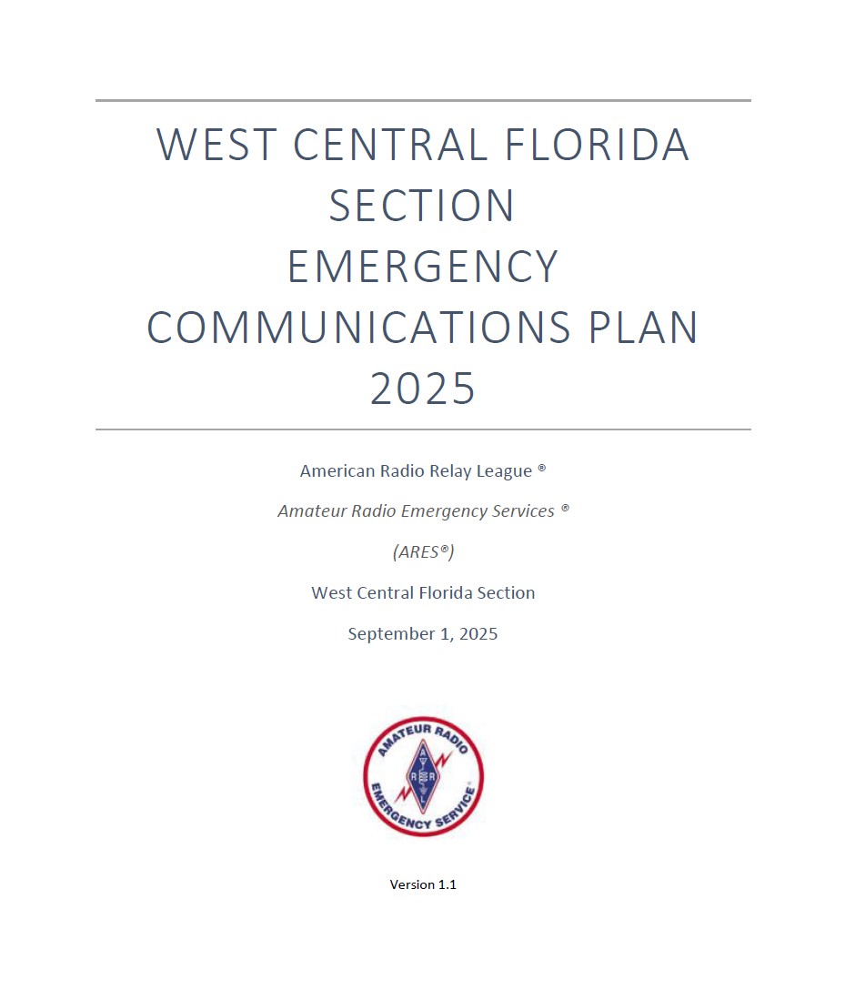 WEST CENTRAL FLORIDA
SECTION
EMERGENCY
COMMUNICATIONS PLAN
2025
American Radio Relay League ®
Amateur Radio Emergency Services ®
(ARES®)
West Central Florida Section
September 1, 2025
AMATEUR RADIO
A
R R
L
EMERGENCY SERVICE
Version 1.1